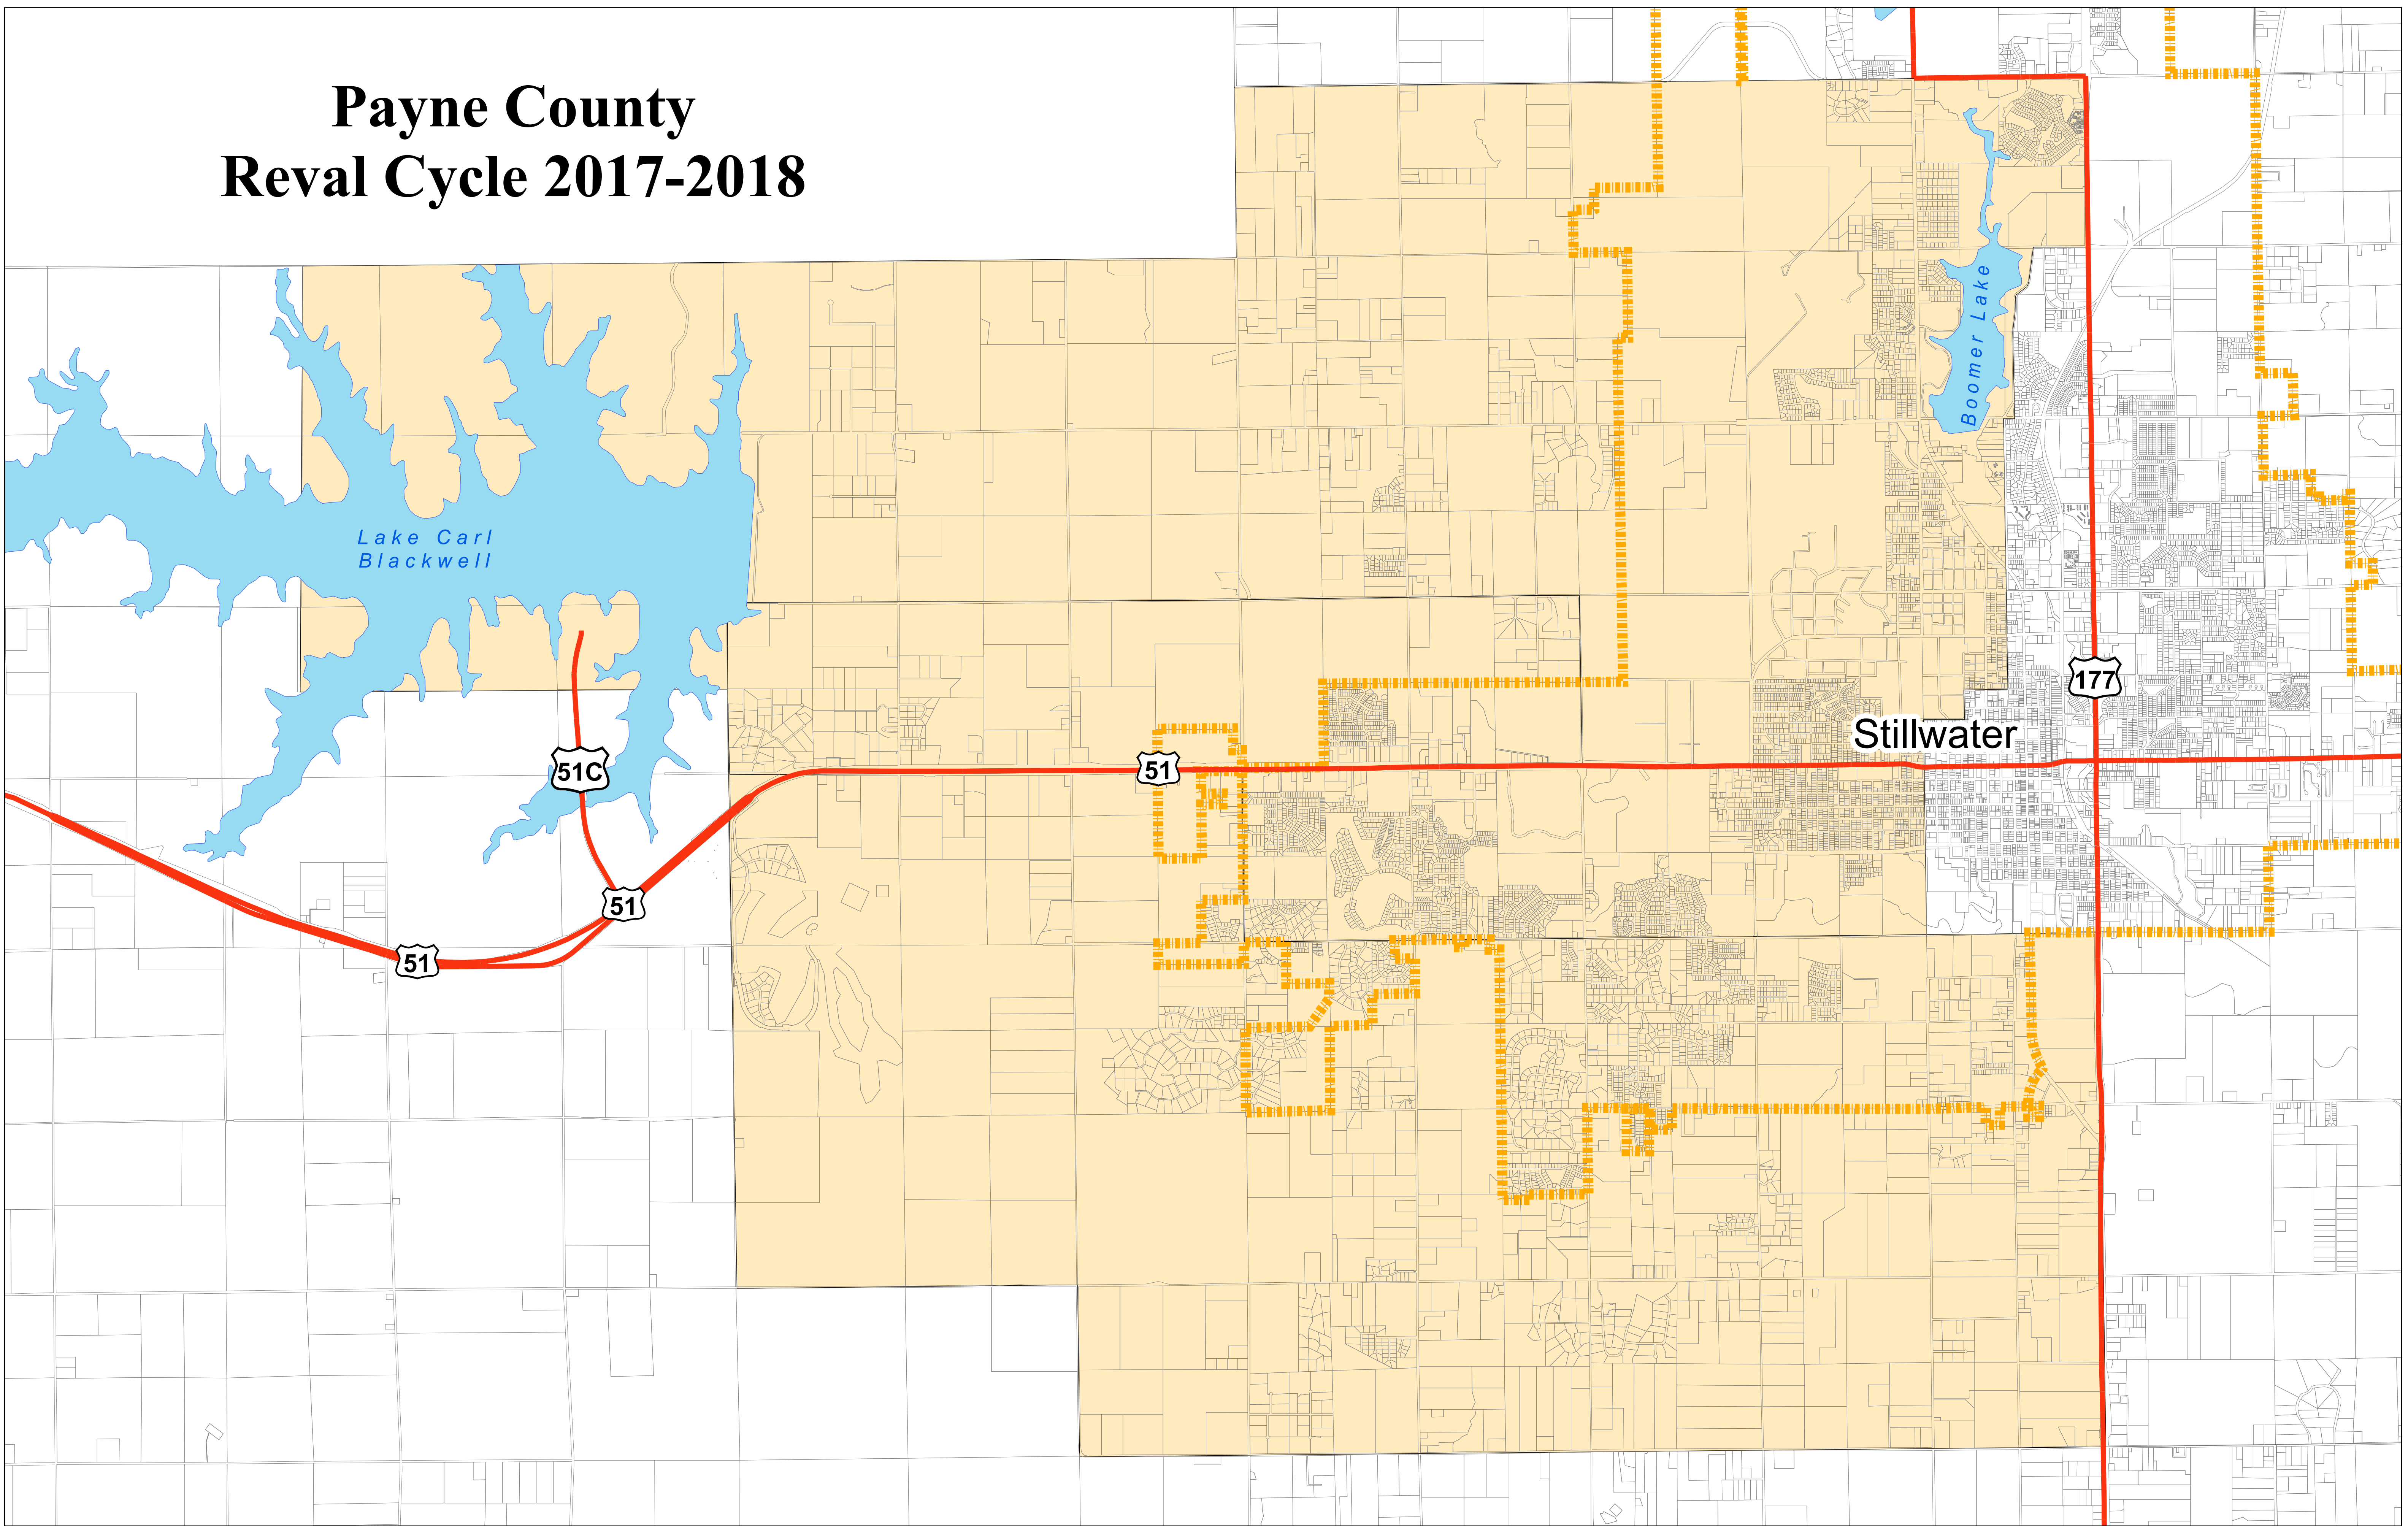 Payne County
Reval Cycle 2017-2018
Boomer Lake
Lake Carl
Blackwell
177
Stillwater
51C
51
51
51